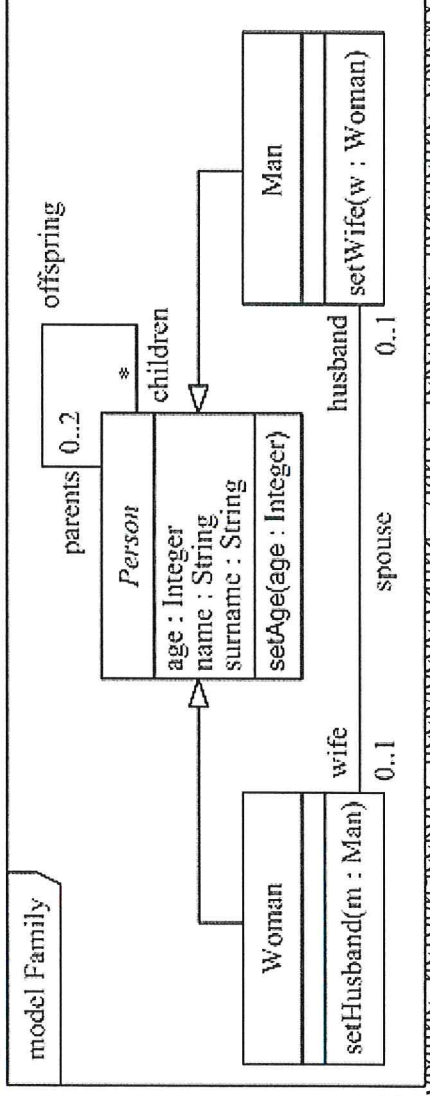 model Family
parents
0..2
offspring
*
children
Person
age : Integer
name : String
surname : String
setAge(age : Integer)
Woman
setHusband(m : Man)
Man
setWife(w : Woman)
wife
0..1
spouse
husband
0..1